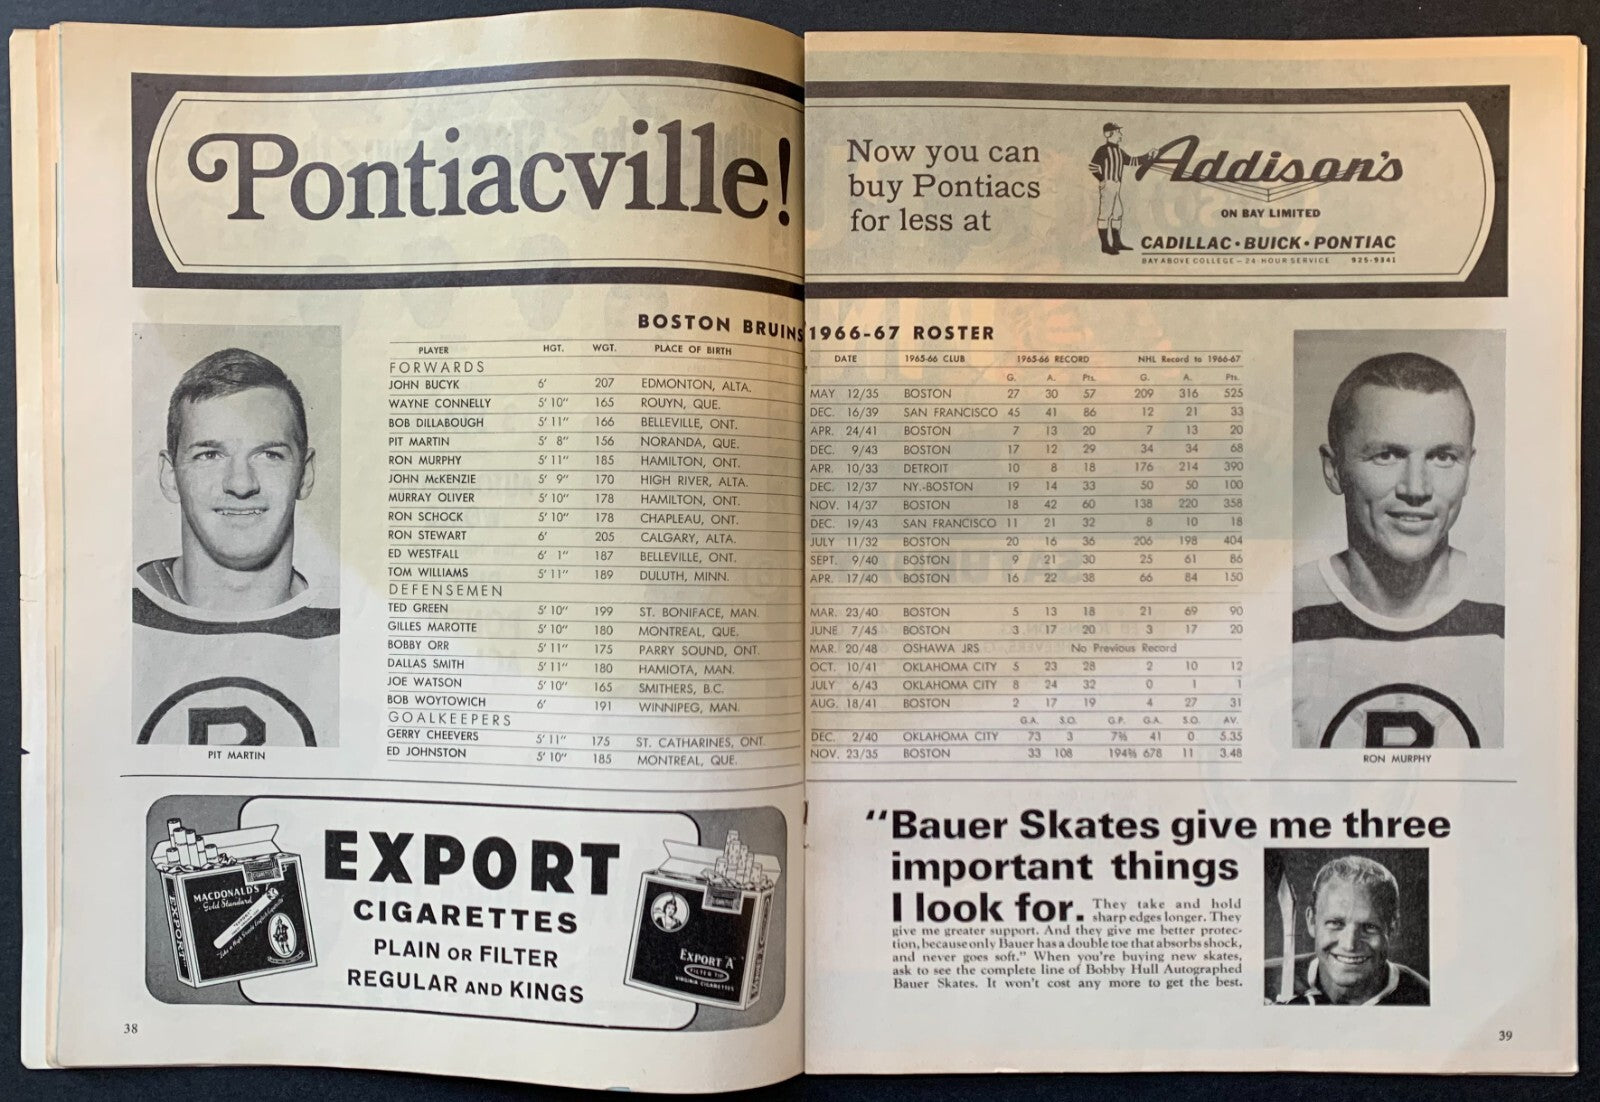 Pontiacville!
Now you can
buy Pontiacs
for less at
Addison's
ON BAY LIMITED
CADILLAC • BUICK • PONTIAC
BAY ABOVE COLLEGE — 24 HOUR SERVICE 925-9341
BOSTON BRUINS 1966-67 ROSTER
PLAYER HGT. WGT. PLACE OF BIRTH DATE 1965-66 CLUB 1965-66 RECORD NHL Record to 1966-67
FORWARDS G. A. Pts. G. A. Pts.
JOHN BUCYK 6' 207 EDMONTON, ALTA. MAY 12/35 BOSTON 27 30 57 209 316 525
WAYNE CONNELLY 5' 10" 165 ROUYN, QUE. DEC. 16/39 SAN FRANCISCO 45 41 86 12 21 33
BOB DILLABOUGH 5' 11" 166 BELLEVILLE, ONT. APR. 24/41 BOSTON 7 13 20 7 13 20
PIT MARTIN 5' 8" 156 NORANDA, QUE. DEC. 9/43 BOSTON 17 12 29 34 34 68
RON MURPHY 5' 11" 185 HAMILTON, ONT. APR. 10/33 DETROIT 10 8 18 176 214 390
JOHN McKENZIE 5' 9" 170 HIGH RIVER, ALTA. DEC. 12/37 NY.-BOSTON 19 14 33 50 50 100
MURRAY OLIVER 5' 10" 178 HAMILTON, ONT. NOV. 14/37 BOSTON 18 42 60 138 220 358
RON SCHOCK 5' 10" 178 CHAPLEAU, ONT. DEC. 19/43 SAN FRANCISCO 11 21 32 8 10 18
RON STEWART 6' 205 CALGARY, ALTA. JULY 11/32 BOSTON 20 16 36 206 198 404
ED WESTFALL 6' 1" 187 BELLEVILLE, ONT. SEPT. 9/40 BOSTON 9 21 30 25 61 86
TOM WILLIAMS 5' 11" 189 DULUTH, MINN. APR. 17/40 BOSTON 16 22 38 66 84 150
DEFENSEMEN
TED GREEN 5' 10" 199 ST. BONIFACE, MAN. MAR. 23/40 BOSTON 5 13 18 21 69 90
GILLES MAROTTE 5' 10" 180 MONTREAL, QUE. JUNE 7/45 BOSTON 3 17 20 3 17 20
BOBBY ORR 5' 11" 175 PARRY SOUND, ONT. MAR. 20/48 OSHAWA JRS No Previous Record
DALLAS SMITH 5' 11" 180 HAMIOTA, MAN. OCT. 10/41 OKLAHOMA CITY 5 23 28 2 10 12
JOE WATSON 5' 10" 165 SMITHERS, B.C. JULY 6/43 OKLAHOMA CITY 8 24 32 0 1 1
BOB WOYTOWICH 6' 191 WINNIPEG, MAN. AUG. 18/41 BOSTON 2 17 19 4 27 31
GOALKEEPERS G.A. S.O. G.P. G.A. S.O. AV.
GERRY CHEEVERS 5' 11" 175 ST. CATHARINES, ONT. DEC. 2/40 OKLAHOMA CITY 73 3 41 0 5.35
ED JOHNSTON 5' 10" 185 MONTREAL, QUE. NOV. 23/35 BOSTON 33 108 678 11 3.48
PIT MARTIN
RON MURPHY
B
B
MACDONALD'S
Gold Standard
EXPORT
EXPORT
CIGARETTES
PLAIN OR FILTER
REGULAR AND KINGS
EXPORT "A"
FILTER TIP
VIRGINIA CIGARETTES
"Bauer Skates give me three
important things
I look for. They take and hold
sharp edges longer. They
give me greater support. And they give me better protec-
tion, because only Bauer has a double toe that absorbs shock,
and never goes soft." When you're buying new skates,
ask to see the complete line of Bobby Hull Autographed
Bauer Skates. It won't cost any more to get the best.
38
39